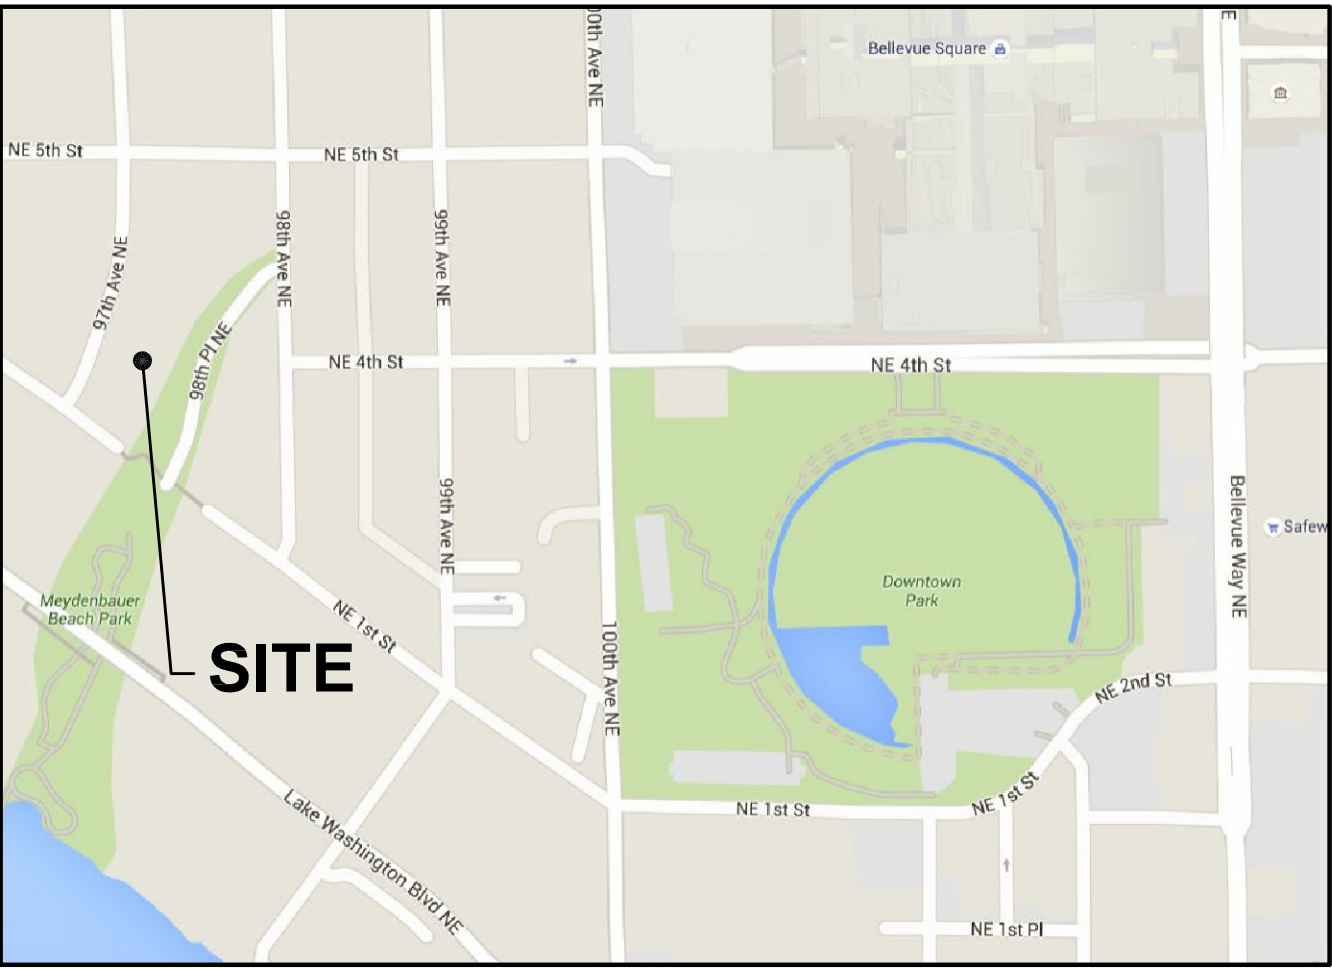 E
00th Ave NE
Bellevue Square
NE 5th St
NE 5th St
98th Ave NE
99th Ave NE
97th Ave NE
98th Pl NE
NE 4th St
NE 4th St
99th Ave NE
Bellevue Way NE
Safew
Downtown
Park
Meydenbauer
Beach Park
NE 1st St
100th Ave NE
SITE
NE 2nd St
NE 1st St
NE 1st St
Lake Washington Blvd NE
NE 1st Pl